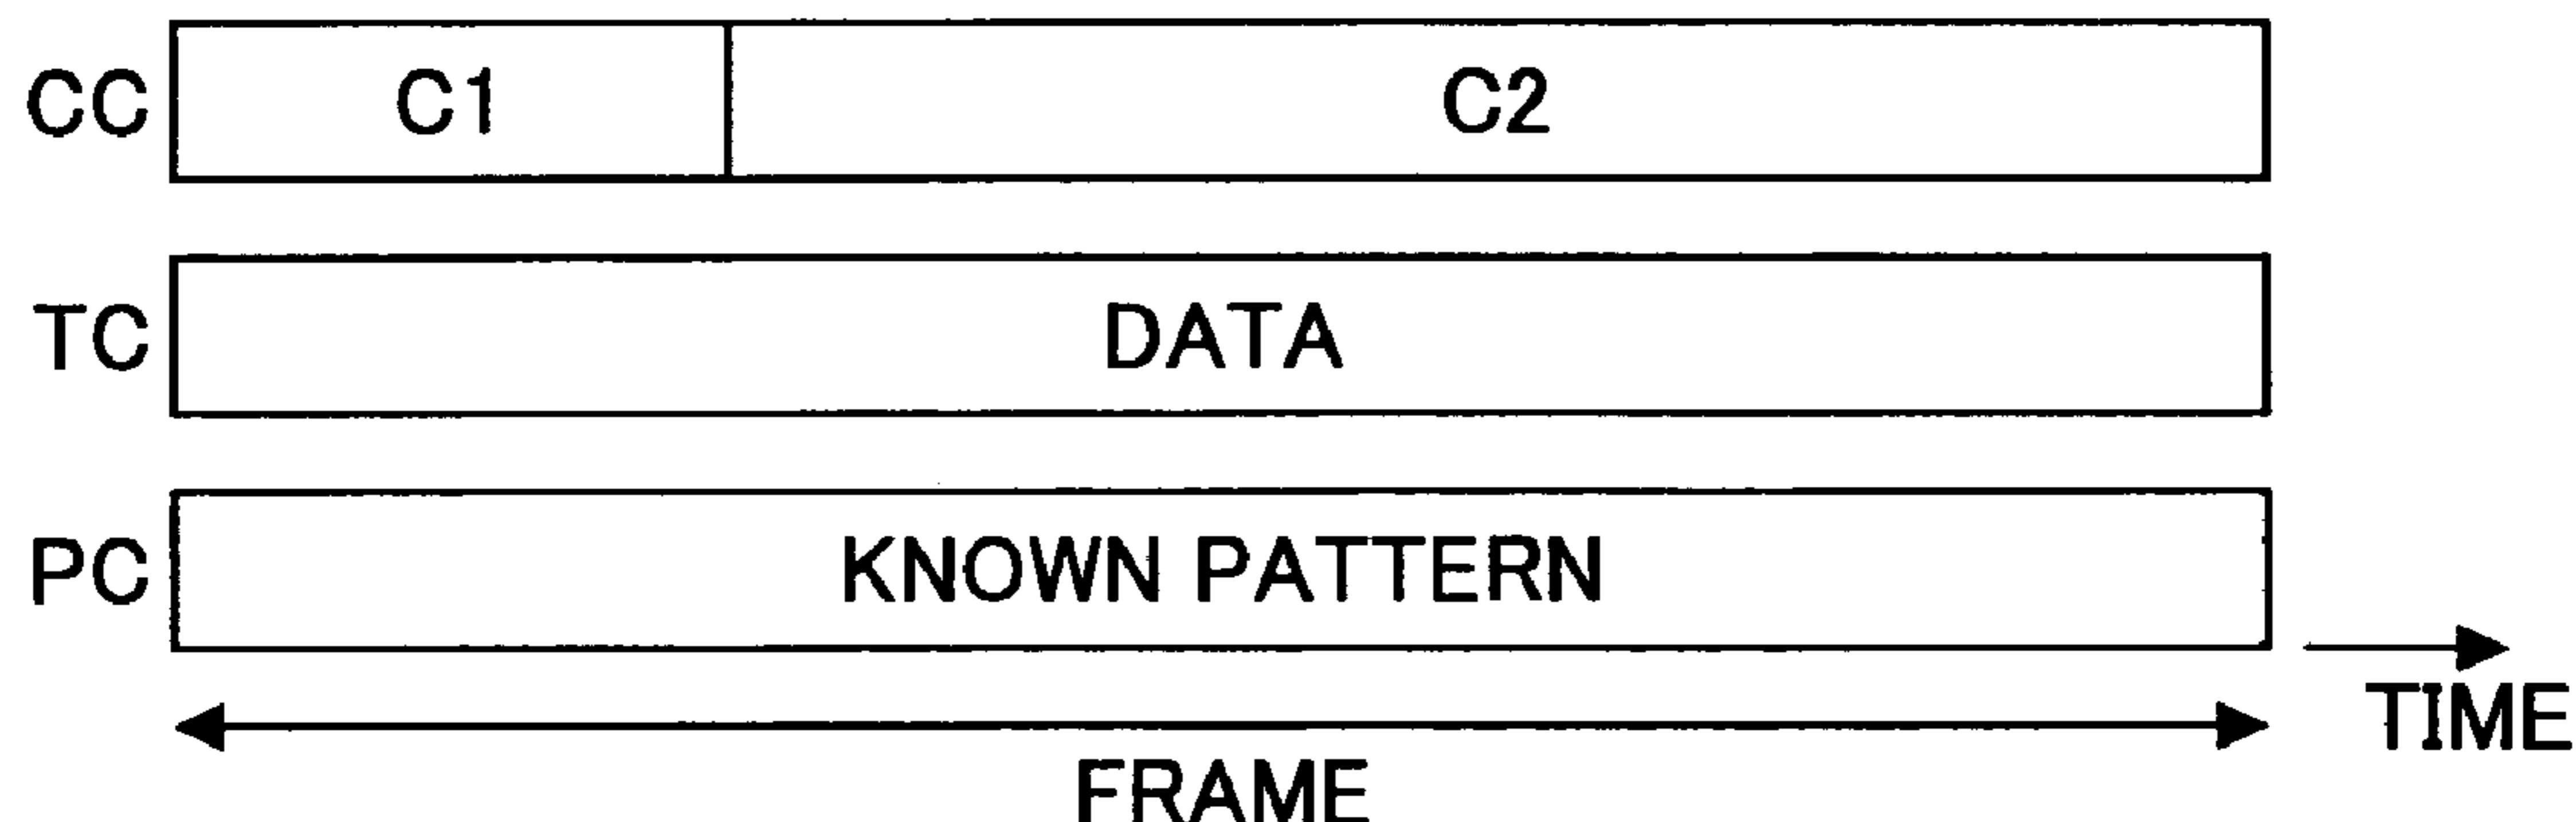 CC C1 C2
TC DATA
PC KNOWN PATTERN
TIME
FRAME